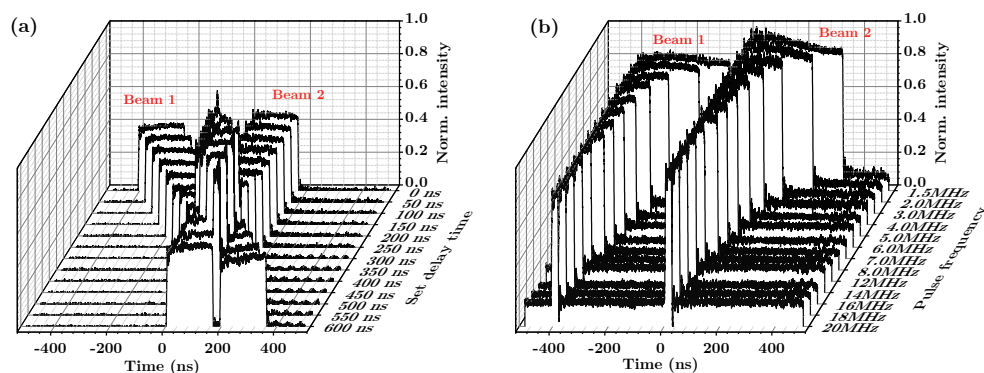 (a)
Beam 1
Beam 2
1.0
0.8
0.6
0.4
0.2
0.0
Norm. intensity
0 ns
50 ns
100 ns
150 ns
200 ns
250 ns
300 ns
350 ns
400 ns
450 ns
500 ns
550 ns
600 ns
Set delay time
-400 -200 0 200 400
Time (ns)
(b)
Beam 1
Beam 2
1.0
0.8
0.6
0.4
0.2
0.0
Norm. intensity
1.5MHz
2.0MHz
3.0MHz
4.0MHz
5.0MHz
6.0MHz
7.0MHz
8.0MHz
12MHz
14MHz
16MHz
18MHz
20MHz
Pulse frequency
-400 -200 0 200 400
Time (ns)